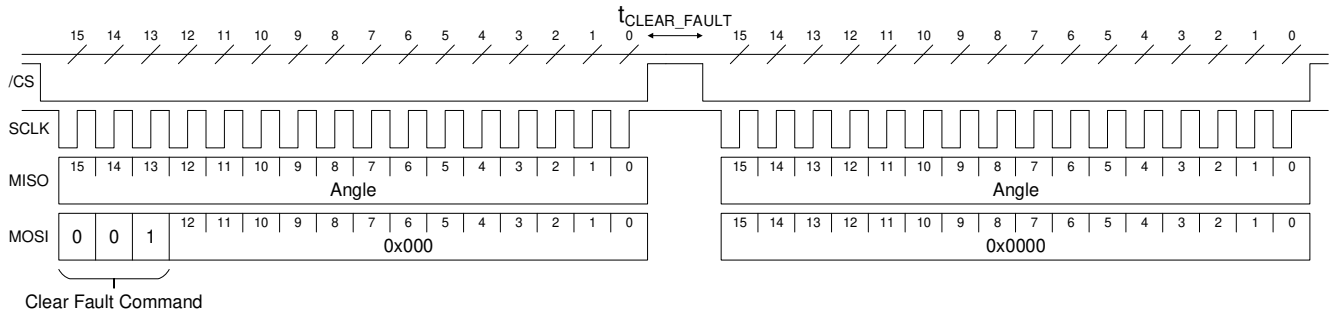 tCLEAR_FAULT
15 14 13 12 11 10 9 8 7 6 5 4 3 2 1 0 15 14 13 12 11 10 9 8 7 6 5 4 3 2 1 0
/CS
SCLK
15 14 13 12 11 10 9 8 7 6 5 4 3 2 1 0 15 14 13 12 11 10 9 8 7 6 5 4 3 2 1 0
MISO Angle Angle
12 11 10 9 8 7 6 5 4 3 2 1 0 15 14 13 12 11 10 9 8 7 6 5 4 3 2 1 0
MOSI 0 0 1 0x000 0x0000
Clear Fault Command